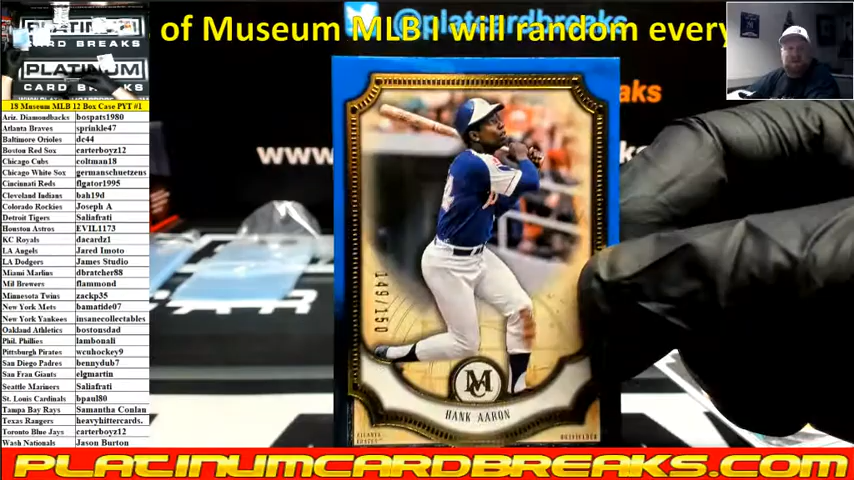 of Museum MLB I will random every
@platcardbreaks
PLATINUM
CARD BREAKS
PLATINUM
CARD BREAKS
18 Museum MLB 12 Box Case PYT #1
Ariz. Diamondbacks bospats1980
Atlanta Braves sprinkle47
Baltimore Orioles dc44
Boston Red Sox carterboyz12
Chicago Cubs coltman18
Chicago White Sox germanschuetzens
Cincinnati Reds flgator1995
Cleveland Indians bah19d
Colorado Rockies Joseph A
Detroit Tigers Saliafrati
Houston Astros EVIL1173
KC Royals dacardz1
LA Angels Jared Imoto
LA Dodgers James Studio
Miami Marlins dbratcher88
Mil Brewers flammond
Minnesota Twins zackp35
New York Mets bamatide07
New York Yankees insanecollectables
Oakland Athletics bostonsdad
Phil. Phillies lambonali
Pittsburgh Pirates wcuhockey9
San Diego Padres bennydub7
San Fran Giants elgmartin
Seattle Mariners Saliafrati
St. Louis Cardinals bpaul80
Tampa Bay Rays Samantha Conlan
Texas Rangers heavyhittercards.
Toronto Blue Jays carterboyz12
Wash Nationals Jason Burton
www
149/150
MC
HANK AARON
ATLANTA
BRAVES
OUTFIELDER
PLATINUMCARDBREAKS.COM